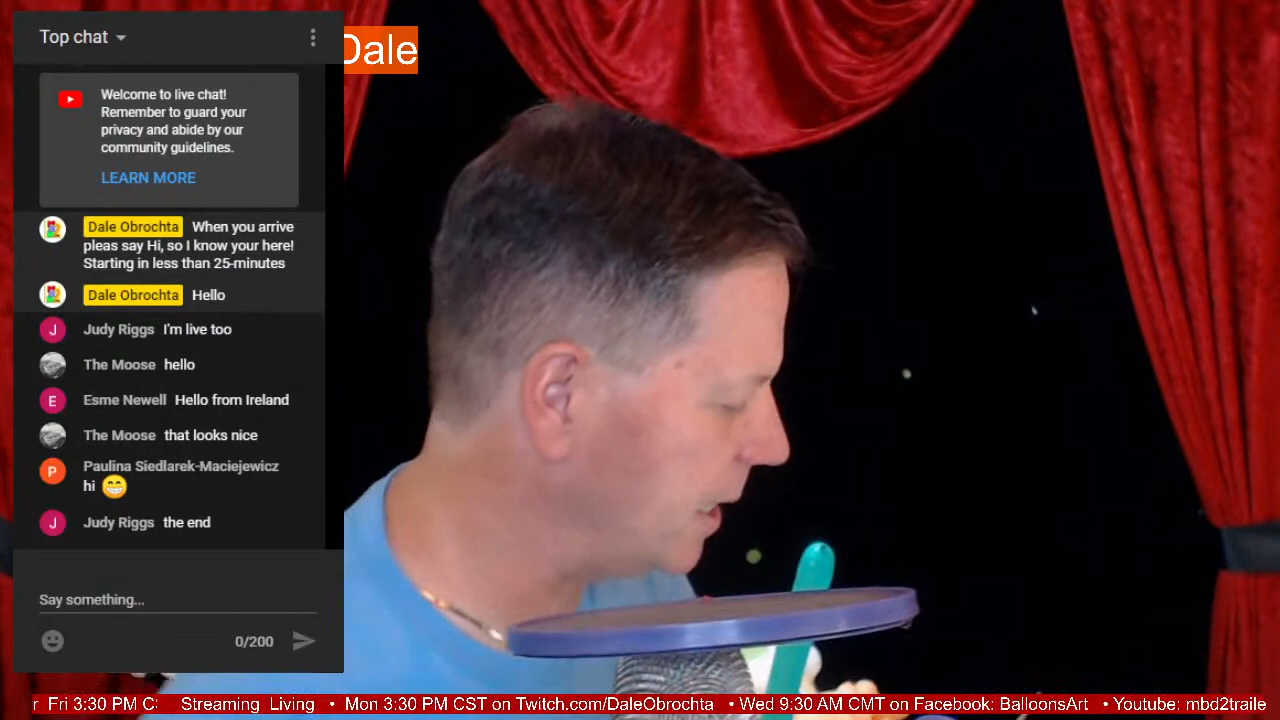 Top chat
Dale
Welcome to live chat!
Remember to guard your
privacy and abide by our
community guidelines.
LEARN MORE
Dale Obrochta When you arrive
pleas say Hi, so I know your here!
Starting in less than 25-minutes
Dale Obrochta Hello
J Judy Riggs I'm live too
The Moose hello
E Esme Newell Hello from Ireland
The Moose that looks nice
P Paulina Siedlarek-Maciejewicz
hi 😁
J Judy Riggs the end
Say something...
0/200
r Fri 3:30 PM C: Streaming Living • Mon 3:30 PM CST on Twitch.com/DaleObrochta • Wed 9:30 AM CMT on Facebook: BalloonsArt • Youtube: mbd2traile